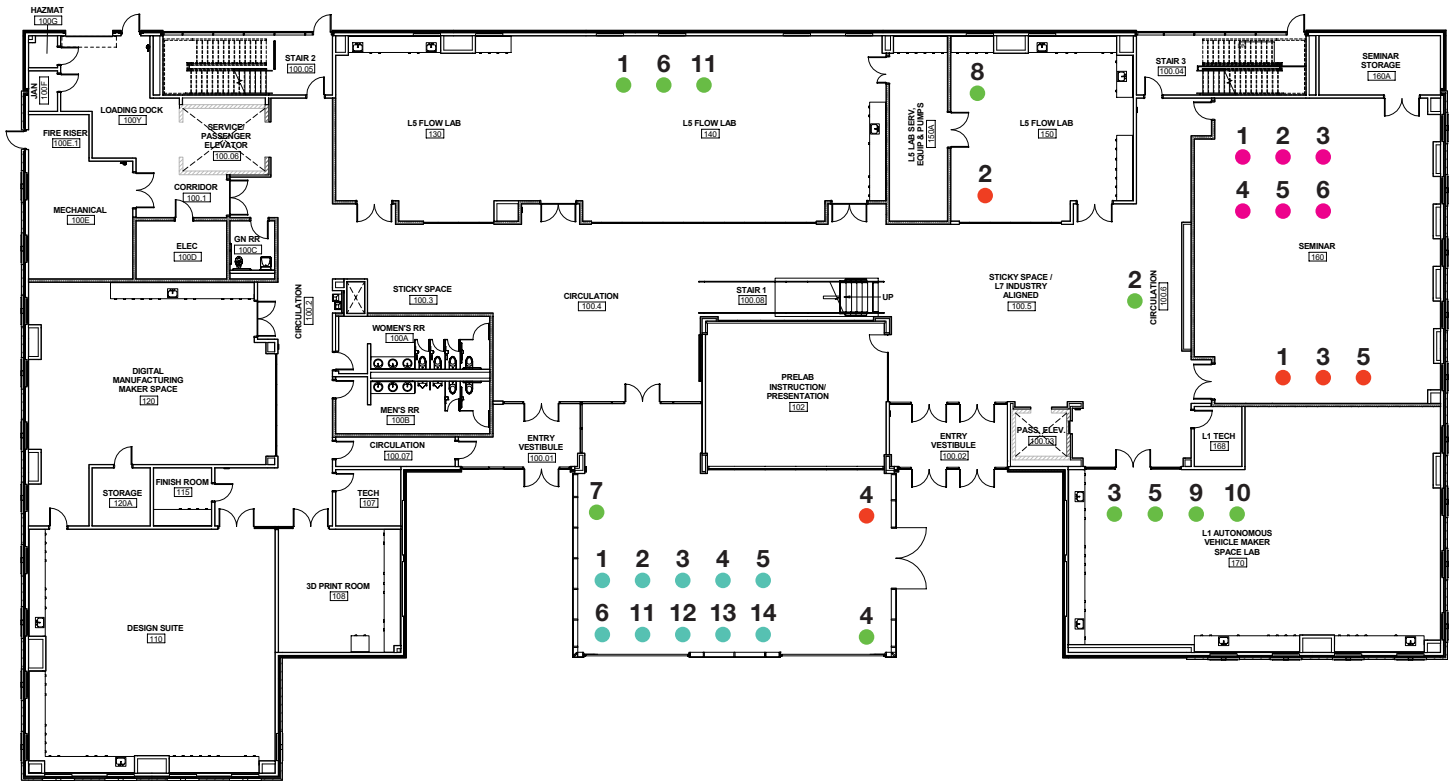 HAZMAT
100G
JAN
100F
LOADING DOCK
100Y
STAIR 2
100.05
SERVICE/
PASSENGER
ELEVATOR
100.06
FIRE RISER
100E.1
MECHANICAL
100E
CORRIDOR
100.1
ELEC
100D
GN RR
100C
L5 FLOW LAB
130
1 6 11
L5 FLOW LAB
140
L5 LAB SERV,
EQUIP & PUMPS
150A
8
L5 FLOW LAB
150
2
STAIR 3
100.04
SEMINAR
STORAGE
160A
1 2 3
4 5 6
SEMINAR
160
1 3 5
CIRCULATION
100.2
STICKY SPACE
100.3
CIRCULATION
100.4
STAIR 1
100.08
UP
STICKY SPACE /
L7 INDUSTRY
ALIGNED
100.5
2
CIRCULATION
100.6
WOMEN'S RR
100A
MEN'S RR
100B
DIGITAL
MANUFACTURING
MAKER SPACE
120
PRELAB
INSTRUCTION/
PRESENTATION
102
CIRCULATION
100.07
ENTRY
VESTIBULE
100.01
ENTRY
VESTIBULE
100.02
PASS. ELEV.
100.03
L1 TECH
168
STORAGE
120A
FINISH ROOM
115
TECH
107
7
4
1 2 3 4 5
6 11 12 13 14
4
3 5 9 10
L1 AUTONOMOUS
VEHICLE MAKER
SPACE LAB
170
3D PRINT ROOM
108
DESIGN SUITE
110